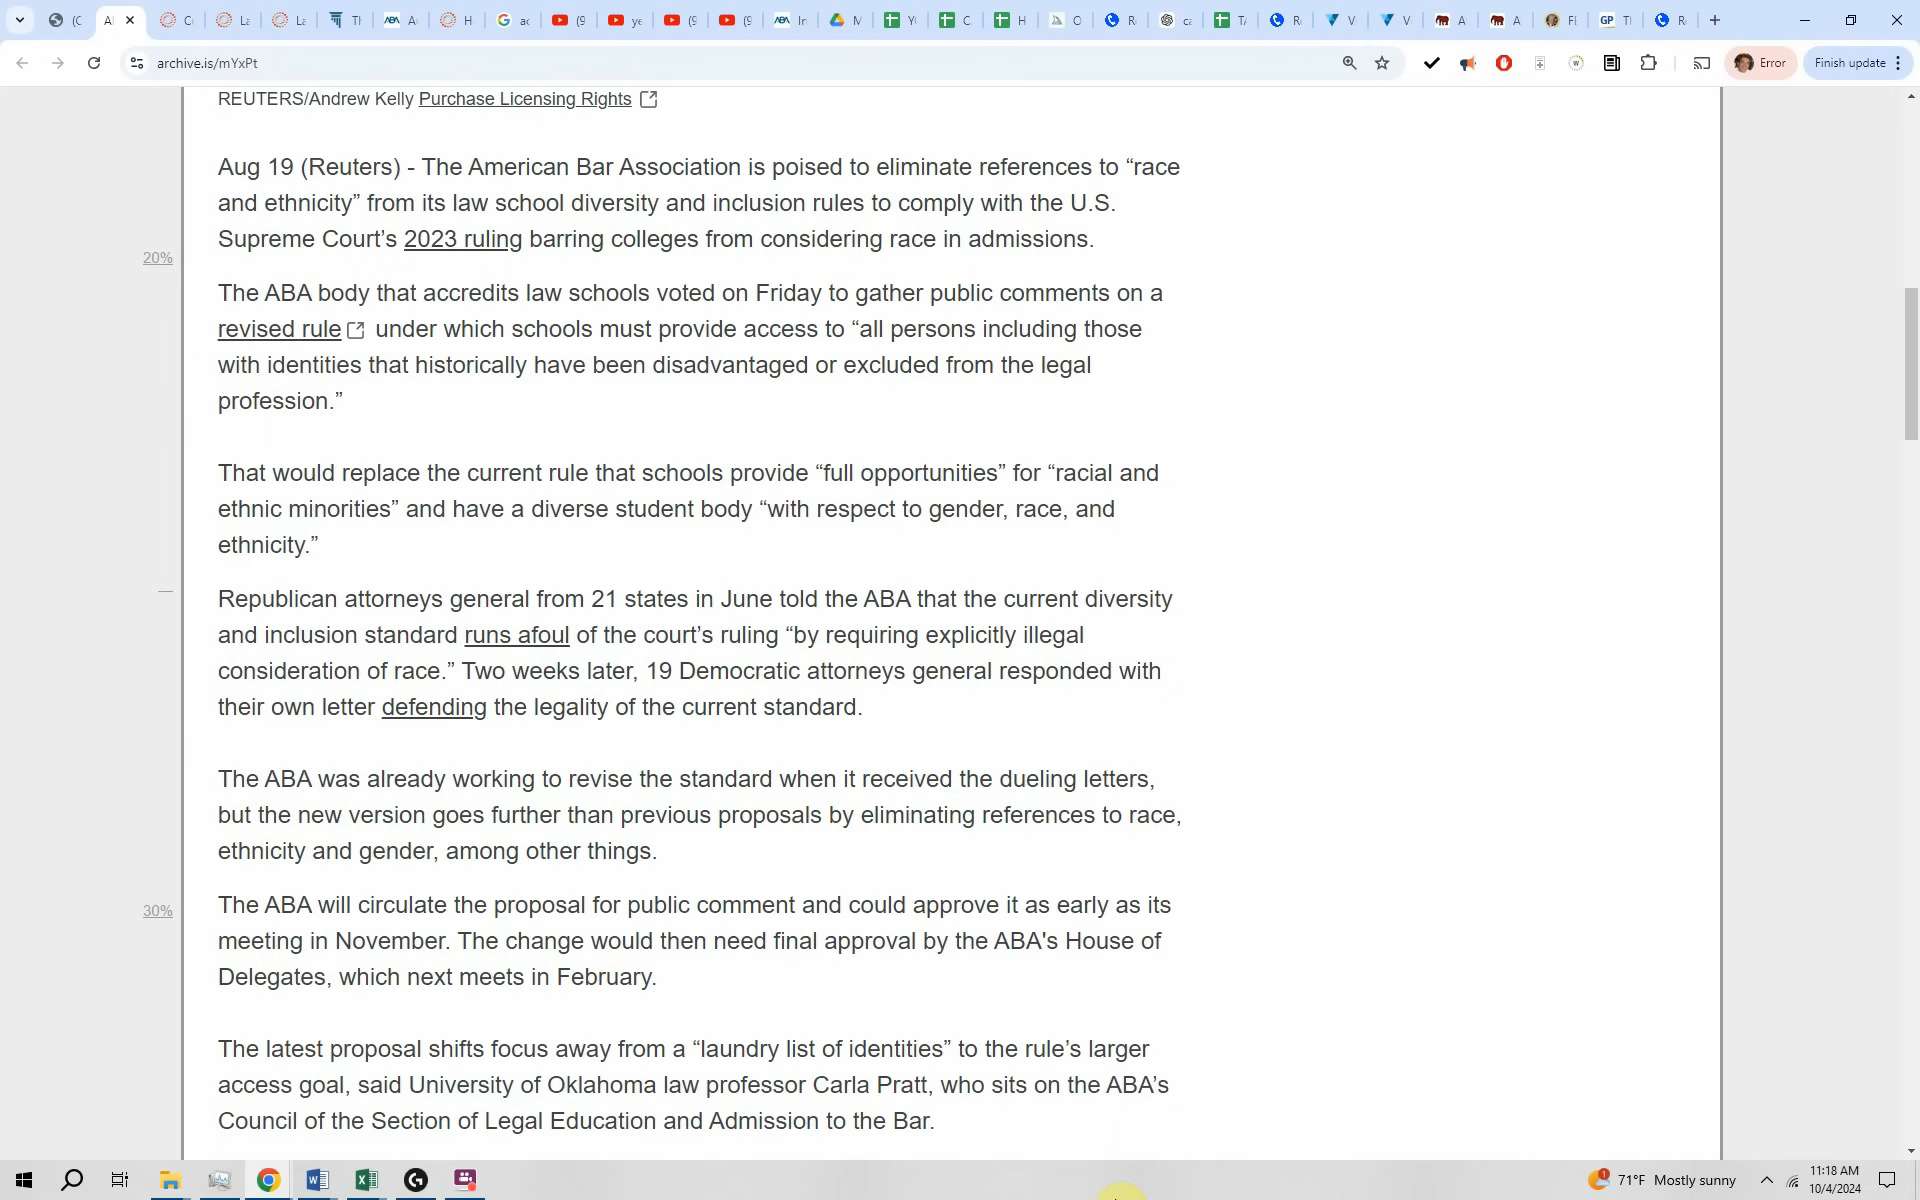 (C
Al
C
La
La
Tl
A
H
ac
(9
ye
(9
(9
In
M
Y
C
H
O
R
ca
TA
R
V
V
A
A
Fl
GP
Tl
R
archive.is/mYxPt
Error
Finish update
REUTERS/Andrew Kelly Purchase Licensing Rights
Aug 19 (Reuters) - The American Bar Association is poised to eliminate references to “race
and ethnicity” from its law school diversity and inclusion rules to comply with the U.S.
Supreme Court’s 2023 ruling barring colleges from considering race in admissions.
20%
The ABA body that accredits law schools voted on Friday to gather public comments on a
revised rule under which schools must provide access to “all persons including those
with identities that historically have been disadvantaged or excluded from the legal
profession.”
That would replace the current rule that schools provide “full opportunities” for “racial and
ethnic minorities” and have a diverse student body “with respect to gender, race, and
ethnicity.”
Republican attorneys general from 21 states in June told the ABA that the current diversity
and inclusion standard runs afoul of the court’s ruling “by requiring explicitly illegal
consideration of race.” Two weeks later, 19 Democratic attorneys general responded with
their own letter defending the legality of the current standard.
The ABA was already working to revise the standard when it received the dueling letters,
but the new version goes further than previous proposals by eliminating references to race,
ethnicity and gender, among other things.
30%
The ABA will circulate the proposal for public comment and could approve it as early as its
meeting in November. The change would then need final approval by the ABA's House of
Delegates, which next meets in February.
The latest proposal shifts focus away from a “laundry list of identities” to the rule’s larger
access goal, said University of Oklahoma law professor Carla Pratt, who sits on the ABA’s
Council of the Section of Legal Education and Admission to the Bar.
71°F Mostly sunny
11:18 AM
10/4/2024